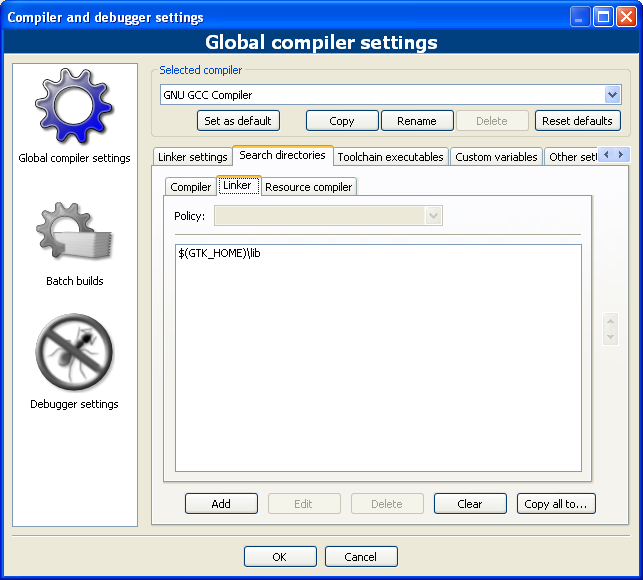 Compiler and debugger settings
Global compiler settings
Global compiler settings
Batch builds
Debugger settings
Selected compiler
GNU GCC Compiler
Set as default Copy Rename Delete Reset defaults
Linker settings Search directories Toolchain executables Custom variables Other sett
Compiler Linker Resource compiler
Policy:
$(GTK_HOME)\lib
Add Edit Delete Clear Copy all to...
OK Cancel